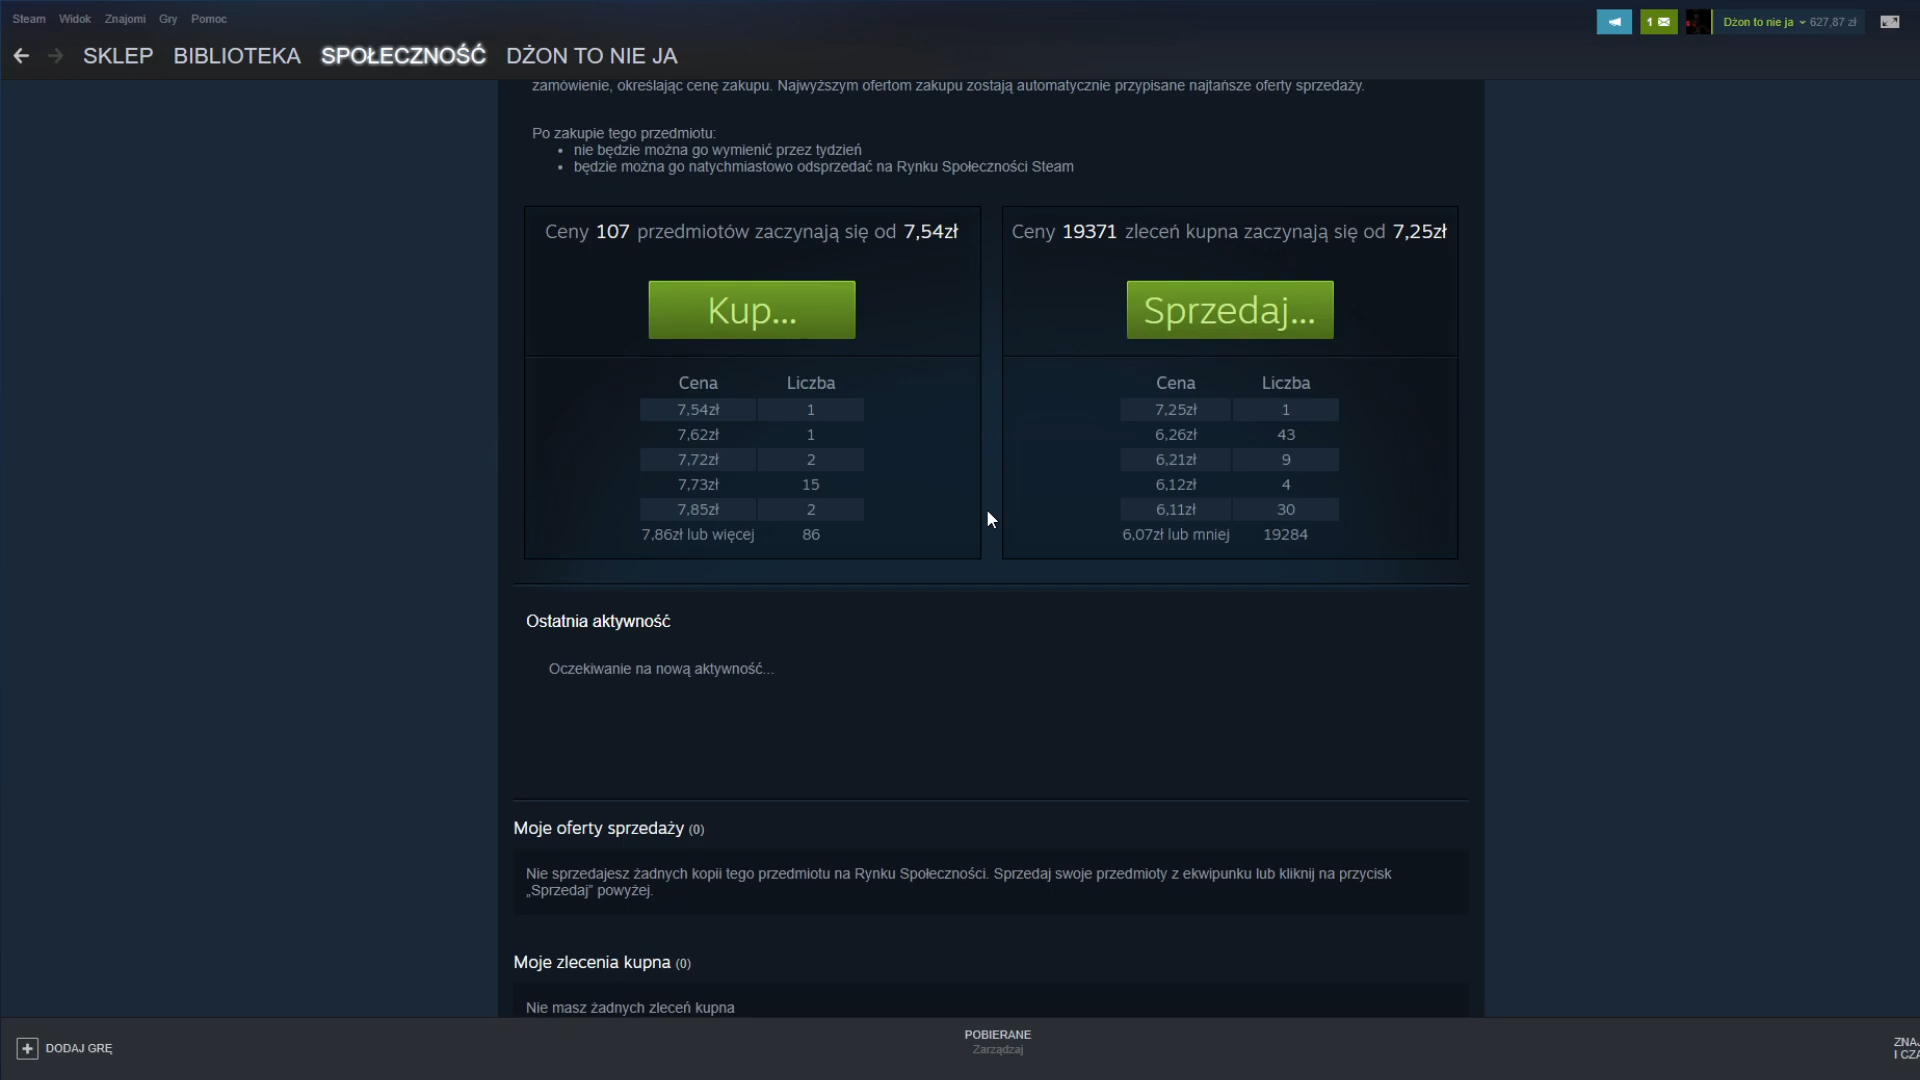 Steam Widok Znajomi Gry Pomoc
1 Dżon to nie ja 627,87 zł
SKLEP BIBLIOTEKA SPOŁECZNOŚĆ DŻON TO NIE JA
zamówienie, określając cenę zakupu. Najwyższym ofertom zakupu zostają automatycznie przypisane najtańsze oferty sprzedaży.
Po zakupie tego przedmiotu:
• nie będzie można go wymienić przez tydzień
• będzie można go natychmiastowo odsprzedać na Rynku Społeczności Steam
Ceny 107 przedmiotów zaczynają się od 7,54zł
Kup...
Cena Liczba
7,54zł 1
7,62zł 1
7,72zł 2
7,73zł 15
7,85zł 2
7,86zł lub więcej 86
Ceny 19371 zleceń kupna zaczynają się od 7,25zł
Sprzedaj...
Cena Liczba
7,25zł 1
6,26zł 43
6,21zł 9
6,12zł 4
6,11zł 30
6,07zł lub mniej 19284
Ostatnia aktywność
Oczekiwanie na nową aktywność...
Moje oferty sprzedaży (0)
Nie sprzedajesz żadnych kopii tego przedmiotu na Rynku Społeczności. Sprzedaj swoje przedmioty z ekwipunku lub kliknij na przycisk
„Sprzedaj” powyżej.
Moje zlecenia kupna (0)
Nie masz żadnych zleceń kupna
DODAJ GRĘ
POBIERANE
Zarządzaj
ZNAJ
I CZA